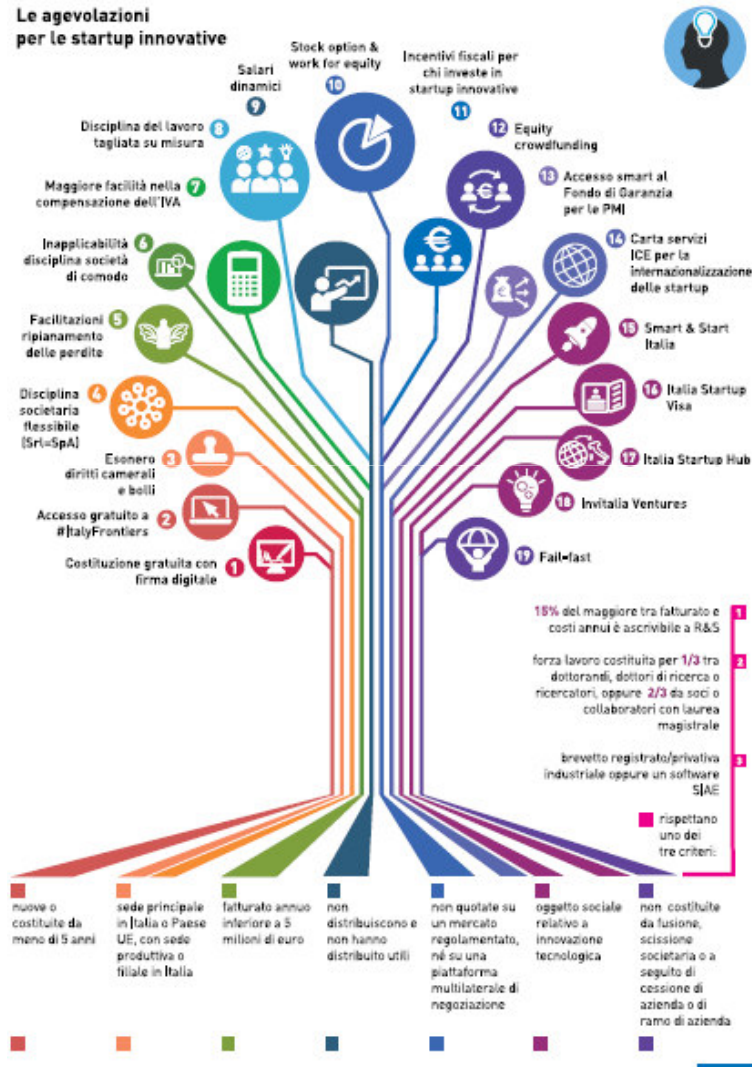 Le agevolazioni
per le startup innovative
Stock option &
work for equity
10
Salari
dinamici
9
Incentivi fiscali per
chi investe in
startup innovative
11
Disciplina del lavoro
tagliata su misura
8
12
Equity
crowdfunding
Maggiore facilità nella
compensazione dell'IVA
7
13
Accesso smart al
Fondo di Garanzia
per le PMI
Inapplicabilità
disciplina società
di comodo
6
14
Carta servizi
ICE per la
internazionalizzazione
delle startup
Facilitazioni
ripianamento
delle perdite
5
15
Smart & Start
Italia
Disciplina
societaria
flessibile
(Srl=SpA)
4
16
Italia Startup
Visa
Esonero
diritti camerali
e bolli
3
17
Italia Startup Hub
Accesso gratuito a
#ItalyFrontiers
2
18
Invitalia Ventures
Costituzione gratuita con
firma digitale
1
19
Fail-fast
€
€
15% del maggiore tra fatturato e
costi annui è ascrivibile a R&S
1
forza lavoro costituita per 1/3 tra
dottorandi, dottori di ricerca o
ricercatori, oppure 2/3 da soci o
collaboratori con laurea
magistrale
2
brevetto registrato/privativa
industriale oppure un software
SIAE
3
rispettano
uno dei
tre criteri:
nuove o
costituite da
meno di 5 anni
sede principale
in Italia o Paese
UE, con sede
produttiva o
filiale in Italia
fatturato annuo
inferiore a 5
milioni di euro
non
distribuiscono e
non hanno
distribuito utili
non quotate su
un mercato
regolamentato,
né su una
piattaforma
multilaterale di
negoziazione
oggetto sociale
relativo a
innovazione
tecnologica
non costituite
da fusione,
scissione
societaria o a
seguito di
cessione di
azienda o di
ramo di azienda